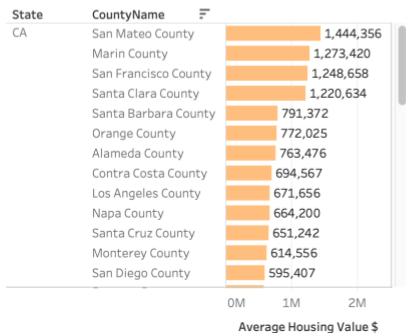 State CountyName
CA San Mateo County 1,444,356
Marin County 1,273,420
San Francisco County 1,248,658
Santa Clara County 1,220,634
Santa Barbara County 791,372
Orange County 772,025
Alameda County 763,476
Contra Costa County 694,567
Los Angeles County 671,656
Napa County 664,200
Santa Cruz County 651,242
Monterey County 614,556
San Diego County 595,407
0M 1M 2M
Average Housing Value $